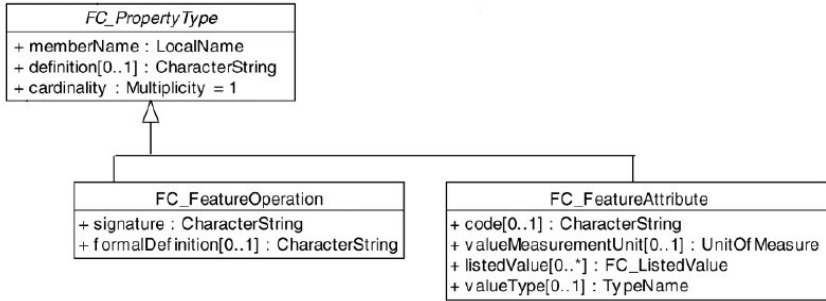 FC_PropertyType
+ memberName : LocalName
+ definition[0..1] : CharacterString
+ cardinality : Multiplicity = 1
FC_FeatureOperation
+ signature : CharacterString
+ formalDefinition[0..1] : CharacterString
FC_FeatureAttribute
+ code[0..1] : CharacterString
+ valueMeasurementUnit[0..1] : UnitOfMeasure
+ listedValue[0..*] : FC_ListedValue
+ valueType[0..1] : TypeName